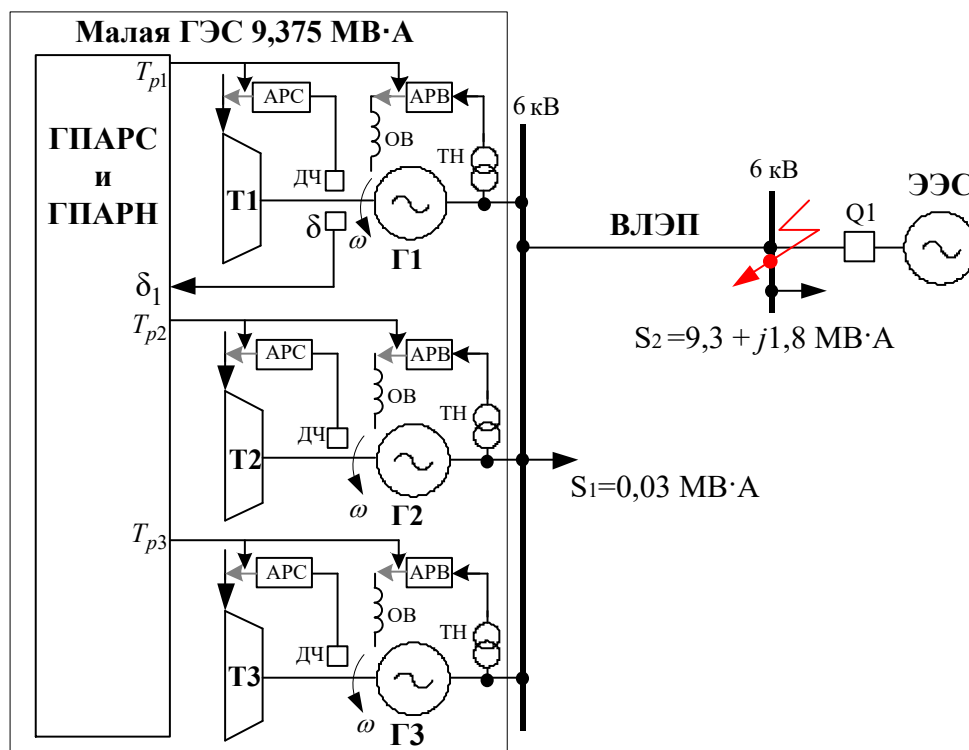 Малая ГЭС 9,375 МВ·А
ГПАРС
и
ГПАРН
Tp1
АРС
АРВ
ОВ
ТН
ДЧ
Т1
δ
ω
Г1
δ1
6 кВ
6 кВ
ЭЭС
Q1
ВЛЭП
S2 =9,3 + j1,8 МВ·А
Tp2
АРС
АРВ
ОВ
ТН
ДЧ
Т2
ω
Г2
S1=0,03 МВ·А
Tp3
АРС
АРВ
ОВ
ТН
ДЧ
Т3
ω
Г3